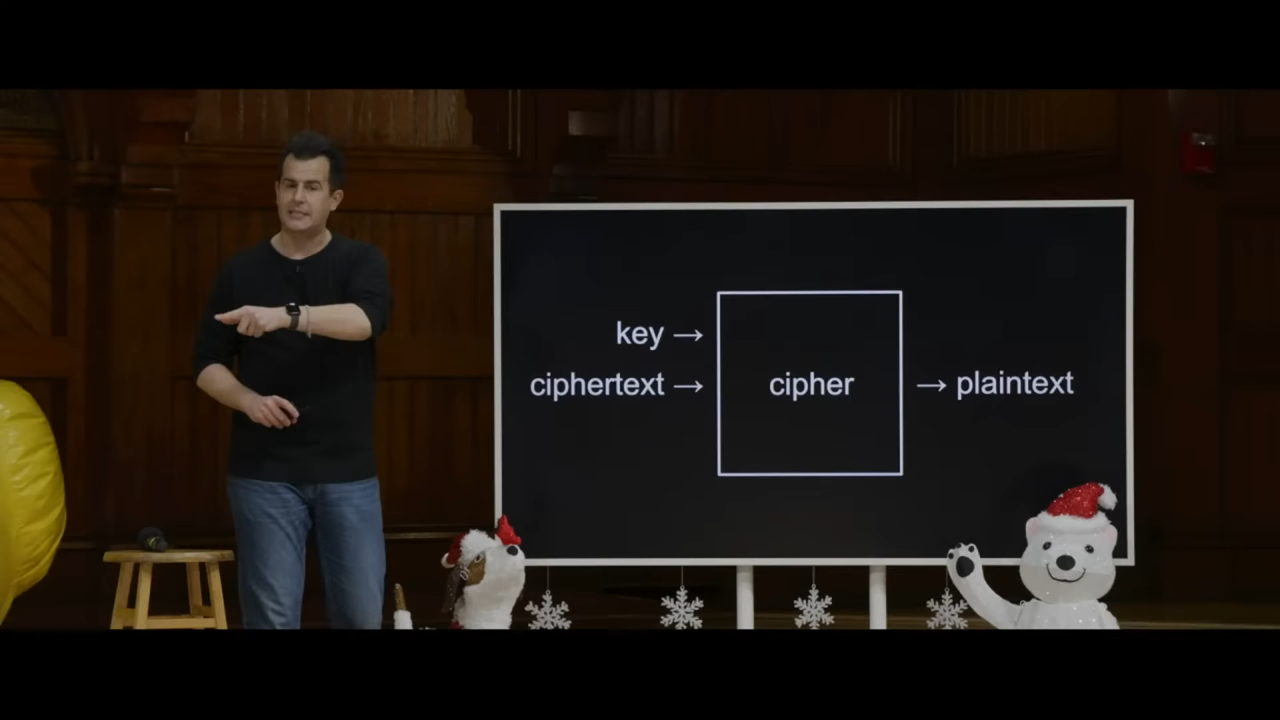 key →
ciphertext →
cipher
→ plaintext